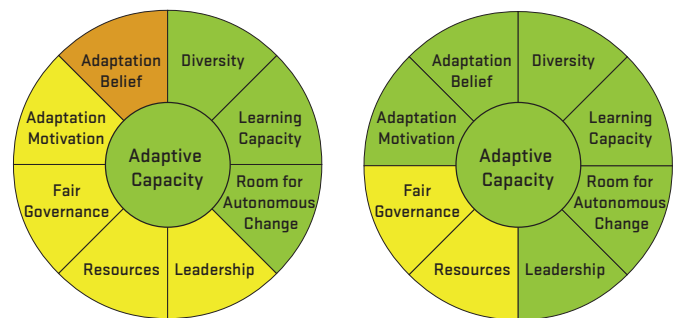 Adaptation
Belief
Diversity
Adaptation
Motivation
Learning
Capacity
Adaptive
Capacity
Fair
Governance
Room for
Autonomous
Change
Resources
Leadership
Adaptation
Belief
Diversity
Adaptation
Motivation
Learning
Capacity
Adaptive
Capacity
Fair
Governance
Room for
Autonomous
Change
Resources
Leadership